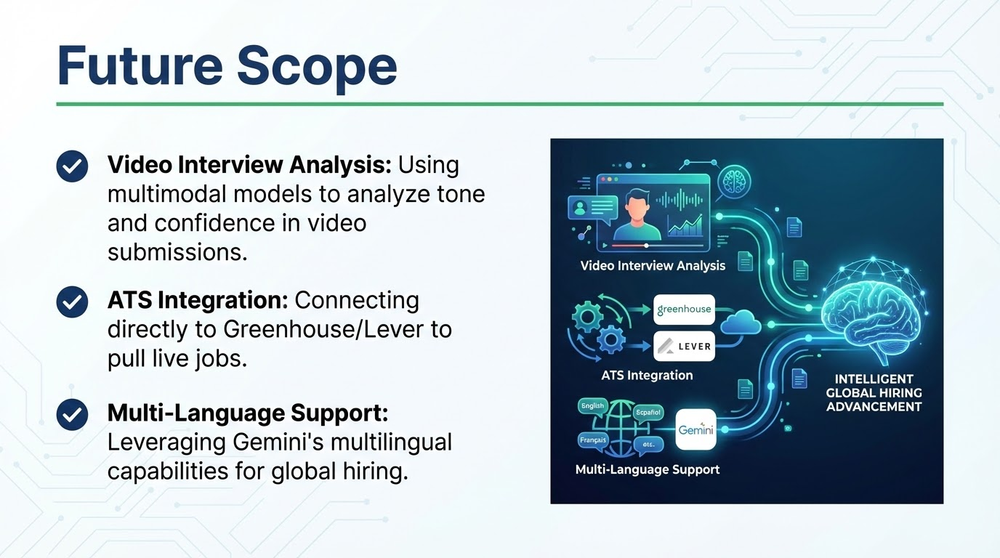 Future Scope
Video Interview Analysis: Using
multimodal models to analyze tone
and confidence in video
submissions.
ATS Integration: Connecting
directly to Greenhouse/Lever to
pull live jobs.
Multi-Language Support:
Leveraging Gemini's multilingual
capabilities for global hiring.
Video Interview Analysis
greenhouse
LEVER
ATS Integration
English
Ecpañol
Français
etc.
Gemini
Multi-Language Support
INTELLIGENT
GLOBAL HIRING
ADVANCEMENT